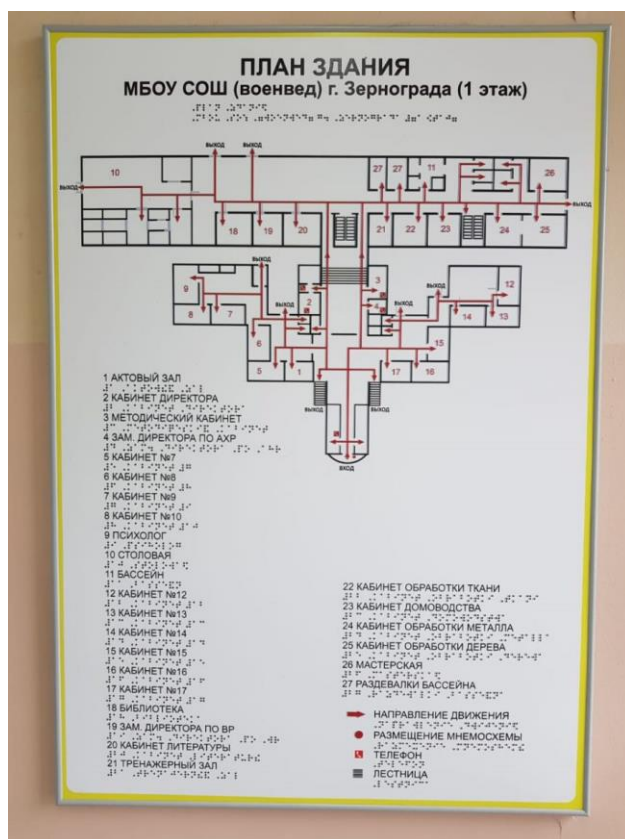 ПЛАН ЗДАНИЯ
МБОУ СОШ (военвед) г. Зернограда (1 этаж)
ВЫХОД
ВЫХОД
10
27
27
11
26
ВЫХОД
ВЫХОД
18
19
20
21
22
23
24
25
ВЫХОД
ВЫХОД
9
3
12
2
4
ВЫХОД
ВЫХОД
8
7
14
13
6
15
5
1
17
16
ВЫХОД
ВЫХОД
ВХОД
1 АКТОВЫЙ ЗАЛ
2 КАБИНЕТ ДИРЕКТОРА
3 МЕТОДИЧЕСКИЙ КАБИНЕТ
4 ЗАМ. ДИРЕКТОРА ПО АХР
5 КАБИНЕТ №7
6 КАБИНЕТ №8
7 КАБИНЕТ №9
8 КАБИНЕТ №10
9 ПСИХОЛОГ
10 СТОЛОВАЯ
11 БАССЕЙН
12 КАБИНЕТ №12
13 КАБИНЕТ №13
14 КАБИНЕТ №14
15 КАБИНЕТ №15
16 КАБИНЕТ №16
17 КАБИНЕТ №17
18 БИБЛИОТЕКА
19 ЗАМ. ДИРЕКТОРА ПО ВР
20 КАБИНЕТ ЛИТЕРАТУРЫ
21 ТРЕНАЖЕРНЫЙ ЗАЛ
22 КАБИНЕТ ОБРАБОТКИ ТКАНИ
23 КАБИНЕТ ДОМОВОДСТВА
24 КАБИНЕТ ОБРАБОТКИ МЕТАЛЛА
25 КАБИНЕТ ОБРАБОТКИ ДЕРЕВА
26 МАСТЕРСКАЯ
27 РАЗДЕВАЛКИ БАССЕЙНА
НАПРАВЛЕНИЕ ДВИЖЕНИЯ
РАЗМЕЩЕНИЕ МНЕМОСХЕМЫ
ТЕЛЕФОН
ЛЕСТНИЦА